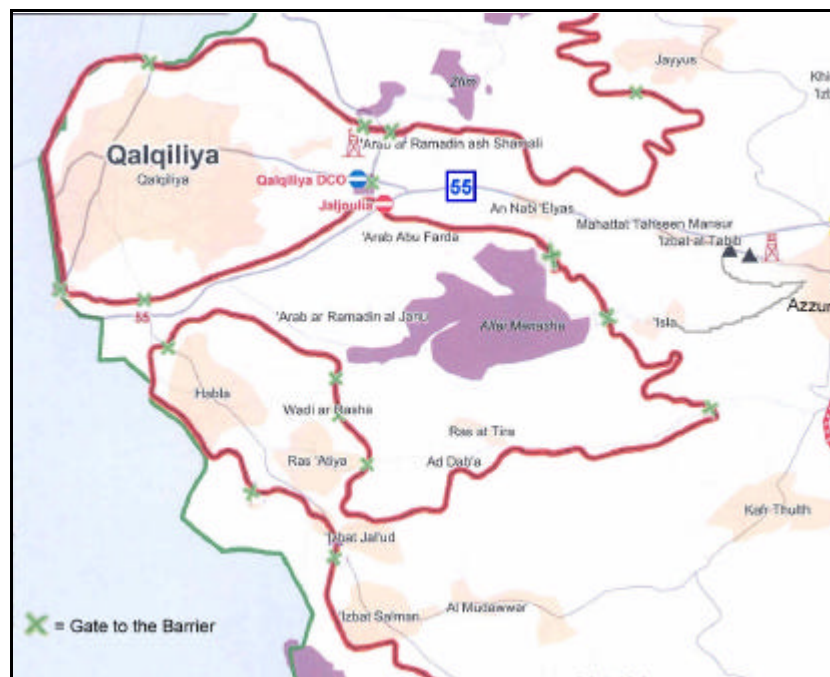 Zufin
Jayyus
'Arab ar Ramadin ash Shamali
Qalqiliya
Qalqiliya
Qalqiliya DCO
55
Jaljoulia
An Nabi 'Elyas
Mahattat Tahseen Mansur
'Izbat al-Tabib
'Arab Abu Farda
Azzun
'Arab ar Ramadin al Janu
Alfei Menashe
'Isla
55
Habla
Wadi ar Rasha
Ras at Tira
Ras 'Atiya
Ad Dab'a
Kafr Thulth
'Izbat Jal'ud
'Izbat Salman
Al Mudawwar
= Gate to the Barrier